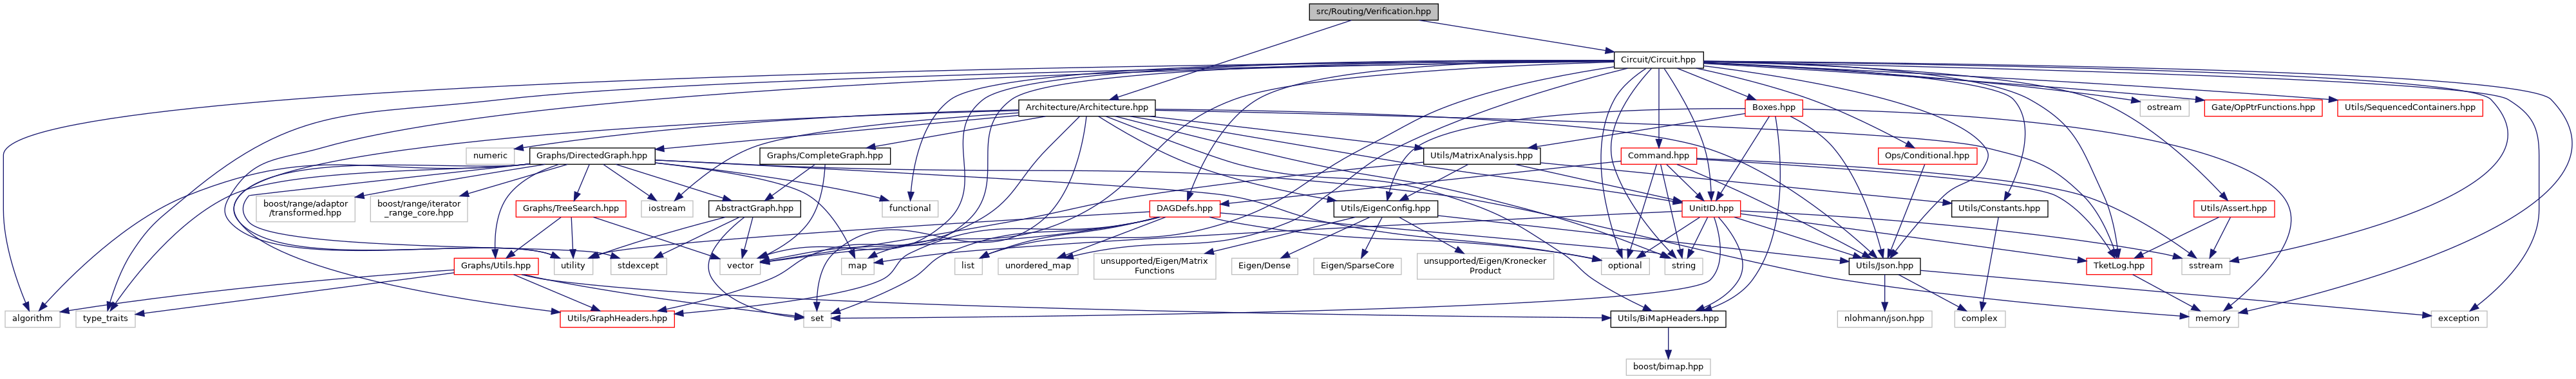 src/Routing/Verification.hpp
Circuit/Circuit.hpp
Architecture/Architecture.hpp
Boxes.hpp
ostream
Gate/OpPtrFunctions.hpp
Utils/SequencedContainers.hpp
numeric
Graphs/DirectedGraph.hpp
Graphs/CompleteGraph.hpp
Utils/MatrixAnalysis.hpp
Command.hpp
Ops/Conditional.hpp
boost/range/adaptor
/transformed.hpp
boost/range/iterator
_range_core.hpp
Graphs/TreeSearch.hpp
iostream
AbstractGraph.hpp
functional
DAGDefs.hpp
Utils/EigenConfig.hpp
UnitID.hpp
Utils/Constants.hpp
Utils/Assert.hpp
Graphs/Utils.hpp
utility
stdexcept
vector
map
list
unordered_map
unsupported/Eigen/Matrix
Functions
Eigen/Dense
Eigen/SparseCore
unsupported/Eigen/Kronecker
Product
optional
string
Utils/Json.hpp
TketLog.hpp
sstream
algorithm
type_traits
Utils/GraphHeaders.hpp
set
Utils/BiMapHeaders.hpp
nlohmann/json.hpp
complex
memory
exception
boost/bimap.hpp